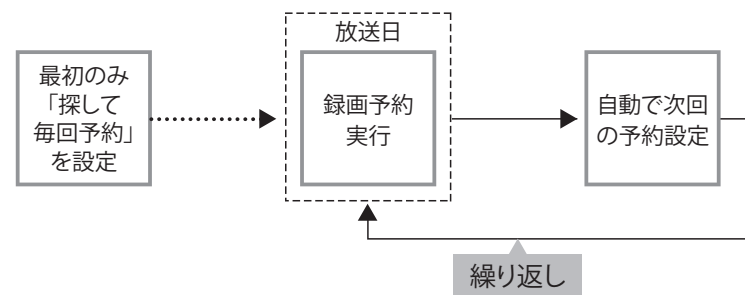 最初のみ
「探して
毎回予約」
を設定
放送日
録画予約
実行
自動で次回
の予約設定
繰り返し